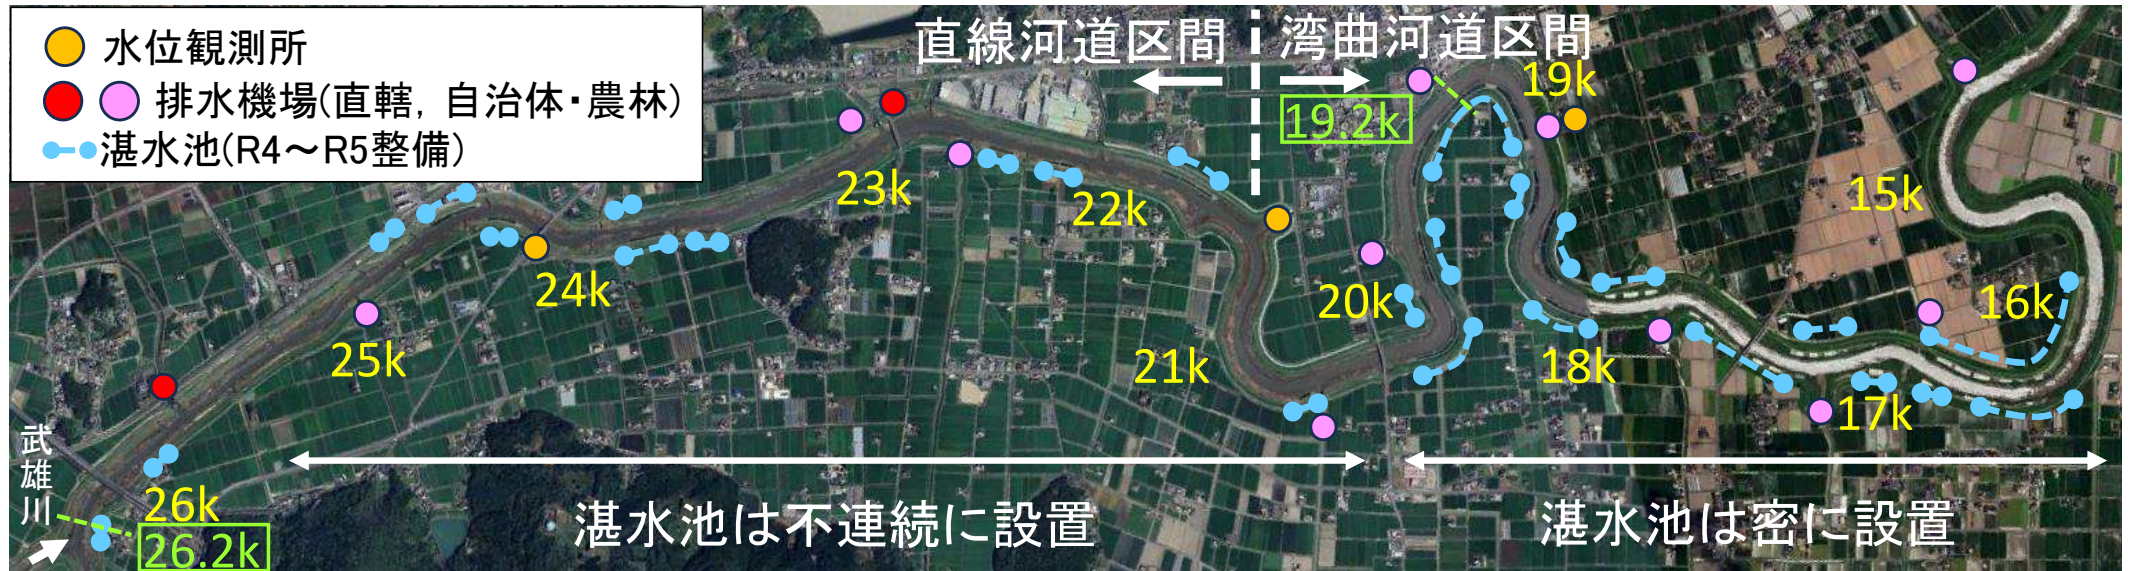 水位観測所
排水機場(直轄，自治体・農林)
湛水池(R4～R5整備)
直線河道区間
湾曲河道区間
19.2k
19k
23k
22k
15k
24k
20k
16k
25k
21k
18k
17k
武雄川
26k
26.2k
湛水池は不連続に設置
湛水池は密に設置